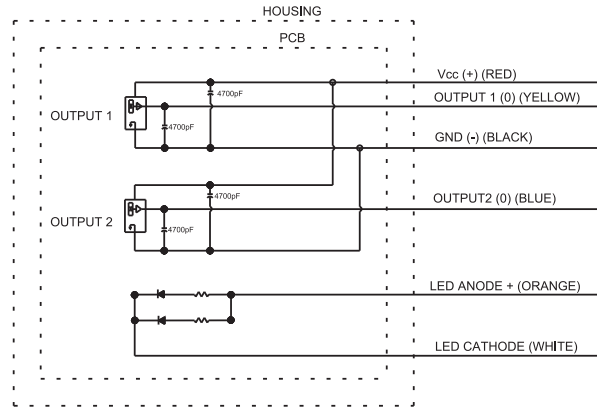 HOUSING
PCB
Vcc (+) (RED)
4700pF
OUTPUT 1 (0) (YELLOW)
OUTPUT 1
4700pF
GND (-) (BLACK)
4700pF
OUTPUT2 (0) (BLUE)
OUTPUT 2
4700pF
LED ANODE + (ORANGE)
LED CATHODE (WHITE)